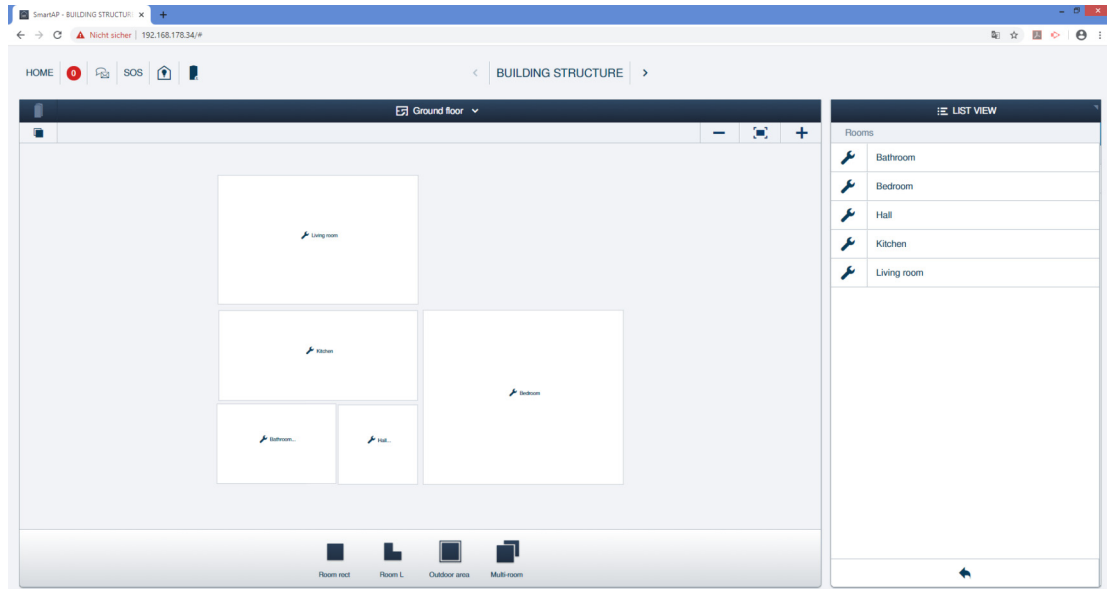 SmartAP - BUILDING STRUCTURE
Nicht sicher | 192.168.178.34/#
HOME 0 SOS
BUILDING STRUCTURE
Ground floor
LIST VIEW
Rooms
Bathroom
Bedroom
Hall
Kitchen
Living room
Living room
Kitchen
Bedroom
Bathroom...
Hall...
Room rect
Room L
Outdoor area
Multi-room